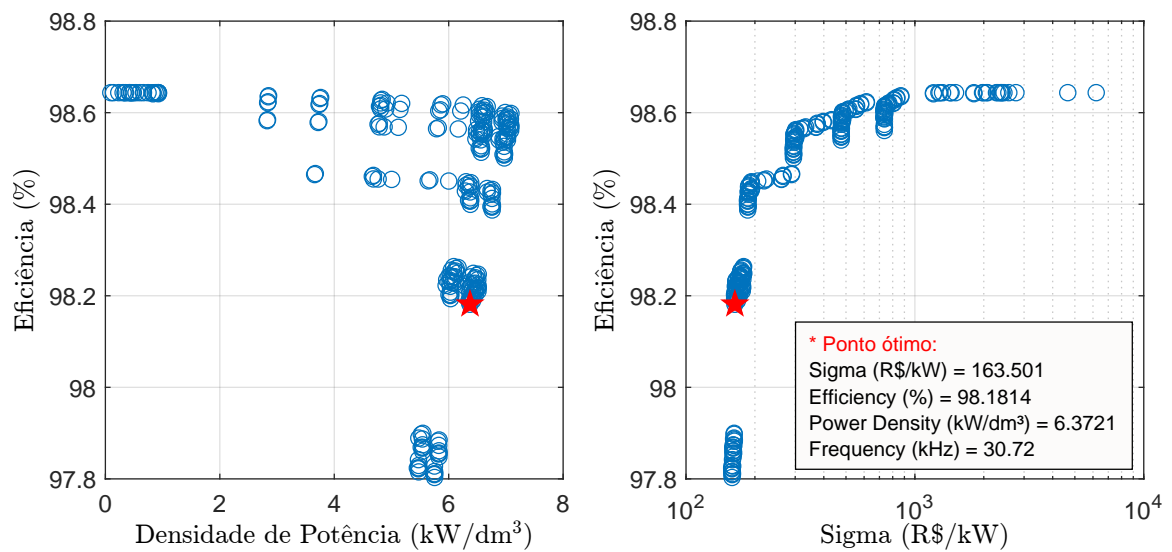 98.8
98.6
98.4
98.2
98
97.8
Eficiência (%)
0
2
4
6
8
Densidade de Potência (kW/dm³)
98.8
98.6
98.4
98.2
98
97.8
Eficiência (%)
* Ponto ótimo:
Sigma (R$/kW) = 163.501
Efficiency (%) = 98.1814
Power Density (kW/dm³) = 6.3721
Frequency (kHz) = 30.72
10²
10³
10⁴
Sigma (R$/kW)